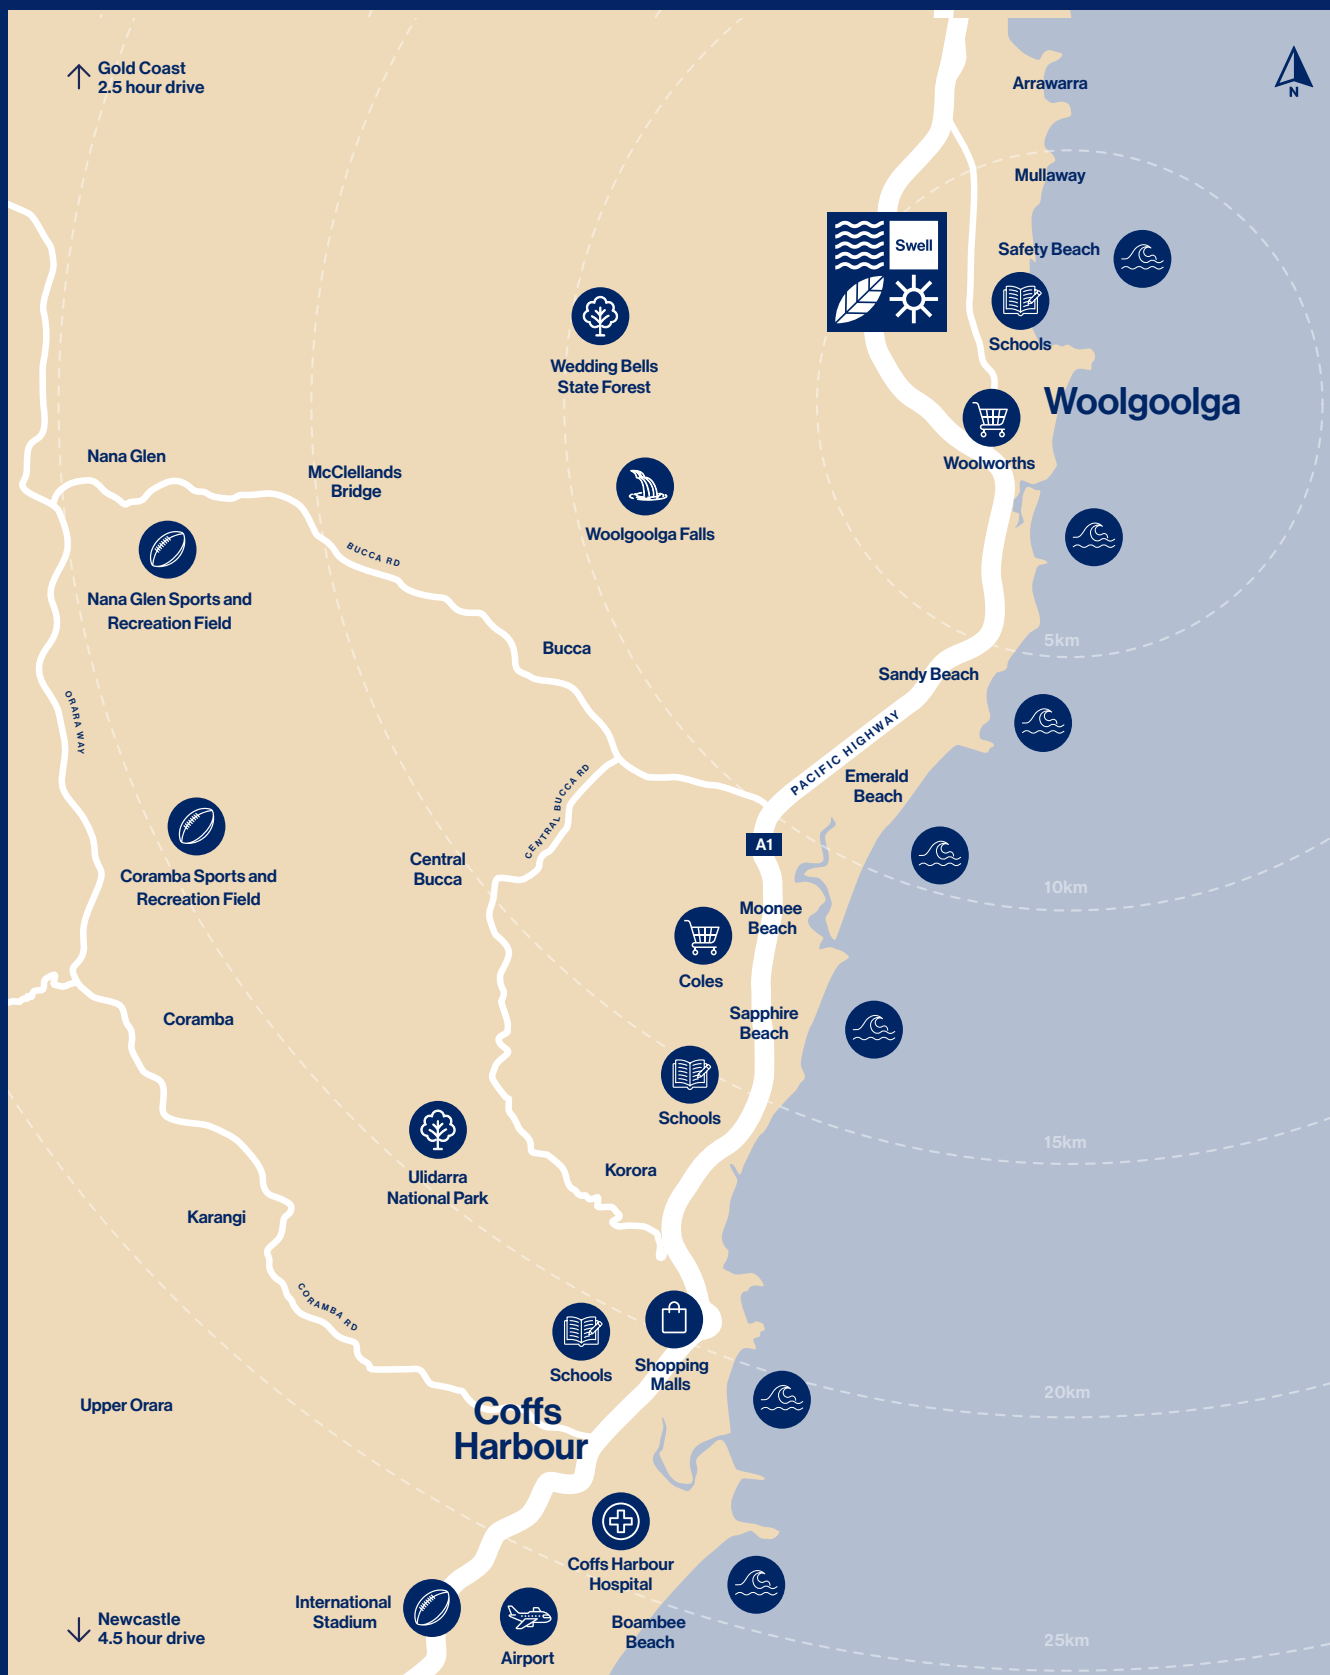 Gold Coast
2.5 hour drive
N
Arrawarra
Mullaway
Safety Beach
Swell
Schools
Wedding Bells
State Forest
Woolgoolga
Woolworths
Nana Glen
McClellands
Bridge
Woolgoolga Falls
BUCCA RD
Nana Glen Sports and
Recreation Field
Bucca
5km
Sandy Beach
ORARA WAY
PACIFIC HIGHWAY
Emerald
Beach
CENTRAL BUCCA RD
A1
Central
Bucca
Coramba Sports and
Recreation Field
10km
Moonee
Beach
Coles
Coramba
Sapphire
Beach
Schools
15km
Korora
Ulidarra
National Park
Karangi
CORAMBA RD
Schools
Shopping
Malls
20km
Upper Orara
Coffs
Harbour
Coffs Harbour
Hospital
International
Stadium
Newcastle
4.5 hour drive
Boambee
Beach
Airport
25km